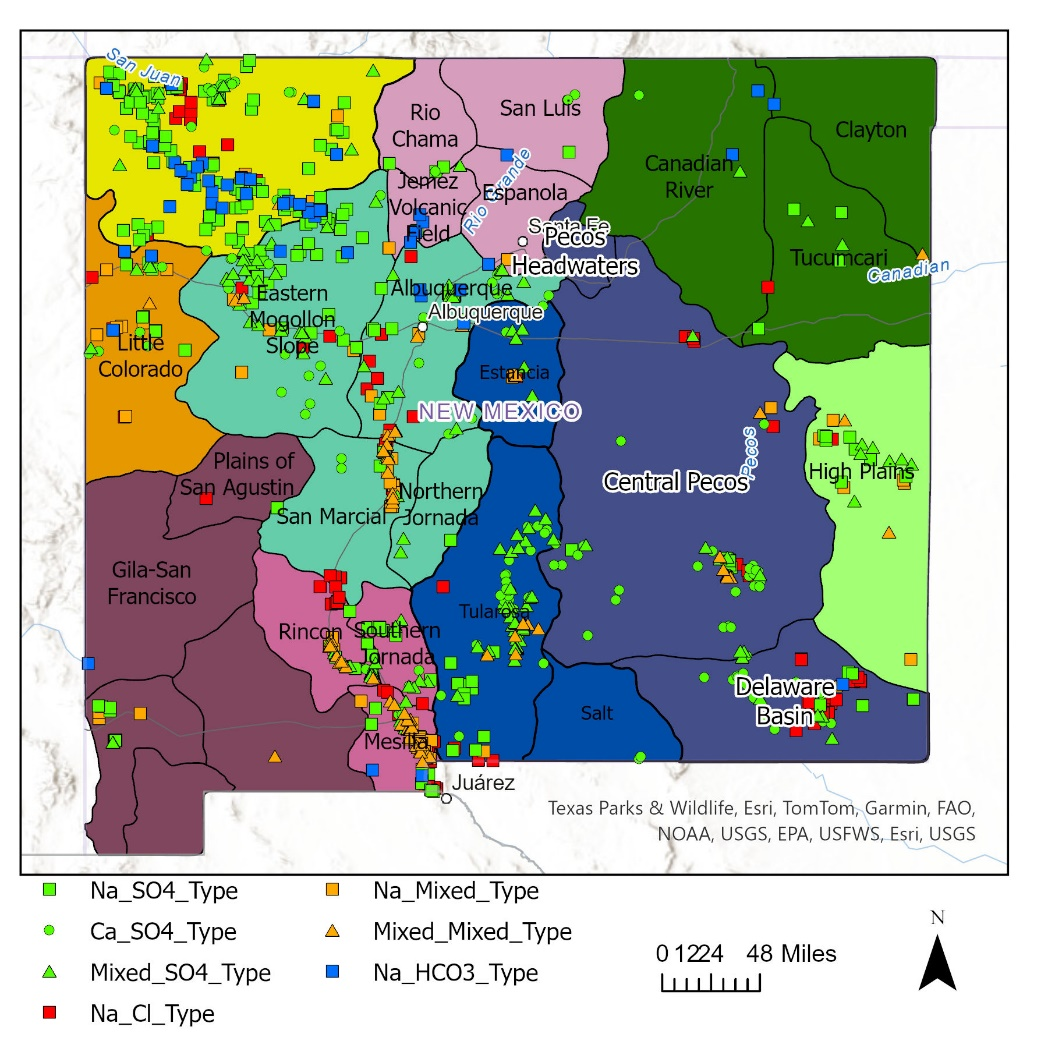 San Juan
Rio
Chama
San Luis
Clayton
Canadian
River
Jemez
Volcanic
Field
Rio Grande
Espanola
Santa Fe
Pecos
Headwaters
Tucumcari
Canadian
Eastern
Mogollon
Slope
Albuquerque
Albuquerque
Little
Colorado
Estancia
NEW MEXICO
Pecos
Plains of
San Agustin
Central Pecos
High Plains
San Marcial
Northern
Jornada
Gila-San
Francisco
Tularosa
Rincon
Southern
Jornada
Delaware
Basin
Salt
Mesilla
Juárez
Texas Parks & Wildlife, Esri, TomTom, Garmin, FAO,
NOAA, USGS, EPA, USFWS, Esri, USGS
Na_SO4_Type
Ca_SO4_Type
Mixed_SO4_Type
Na_Cl_Type
Na_Mixed_Type
Mixed_Mixed_Type
Na_HCO3_Type
0 1224 48 Miles
N